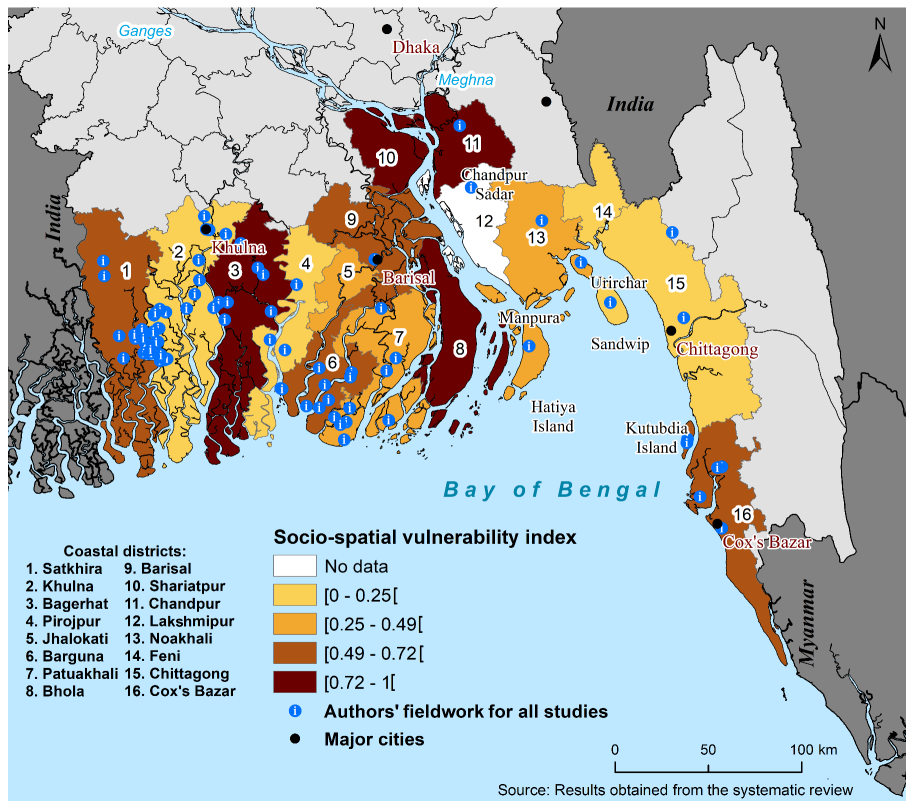 Ganges
N
Dhaka
Meghna
India
11
10
Chandpur
Sadar
India
9
12
14
13
2
Khulna
1
3
4
5
Barisal
15
Urirchar
Manpura
7
Sandwip
Chittagong
8
6
Hatiya
Island
Kutubdia
Island
Bay of Bengal
16
Cox's Bazar
Myanmar
Socio-spatial vulnerability index
No data
[0 - 0.25[
[0.25 - 0.49[
[0.49 - 0.72[
[0.72 - 1[
Authors' fieldwork for all studies
Major cities
Coastal districts:
1. Satkhira 9. Barisal
2. Khulna 10. Shariatpur
3. Bagerhat 11. Chandpur
4. Pirojpur 12. Lakshmipur
5. Jhalokati 13. Noakhali
6. Barguna 14. Feni
7. Patuakhali 15. Chittagong
8. Bhola 16. Cox's Bazar
0 50 100 km
Source: Results obtained from the systematic review